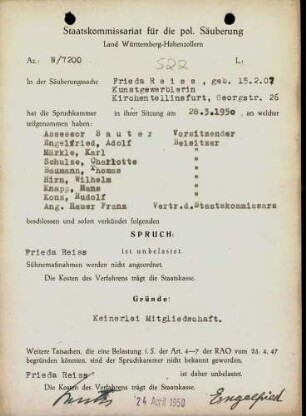 Staatskommissariat für die pol. Säuberung
Land Württemberg-Hohenzollern
Az.: W/7200 522 L:
In der Säuberungssache Frieda Reiss, geb. 15.2.07
Kunstgewerblerin
Kirchentellinsfurt, Georgstr. 26
hat die Spruchkammer in ihrer Sitzung am 28.3.1950, an welcher
teilgenommen haben:
Assessor Sauter Vorsitzender
Engelfried, Adolf Beisitzer
Märkle, Karl "
Schulze, Charlotte "
Baumann, Thomas "
Hirn, Wilhelm "
Knapp, Hans "
Kons, Rudolf "
Ang. Hauer Franz Vertr.d.Staatskommissars
beschlossen und sofort verkündet folgenden
SPRUCH:
Frieda Reiss ist unbelastet.
Sühnemaßnahmen werden nicht angeordnet.
Die Kosten des Verfahrens trägt die Staatskasse.
Gründe:
Keinerlei Mitgliedschaft.
Weitere Tatsachen, die eine Belastung i. S. der Art. 4-7 der RAO vom 25. 4. 47
begründen könnten, sind der Spruchkammer nicht bekannt geworden.
Frieda Reiss ist daher unbelastet.
Die Kosten des Verfahrens trägt die Staatskasse.
24. April 1950 Engelfried